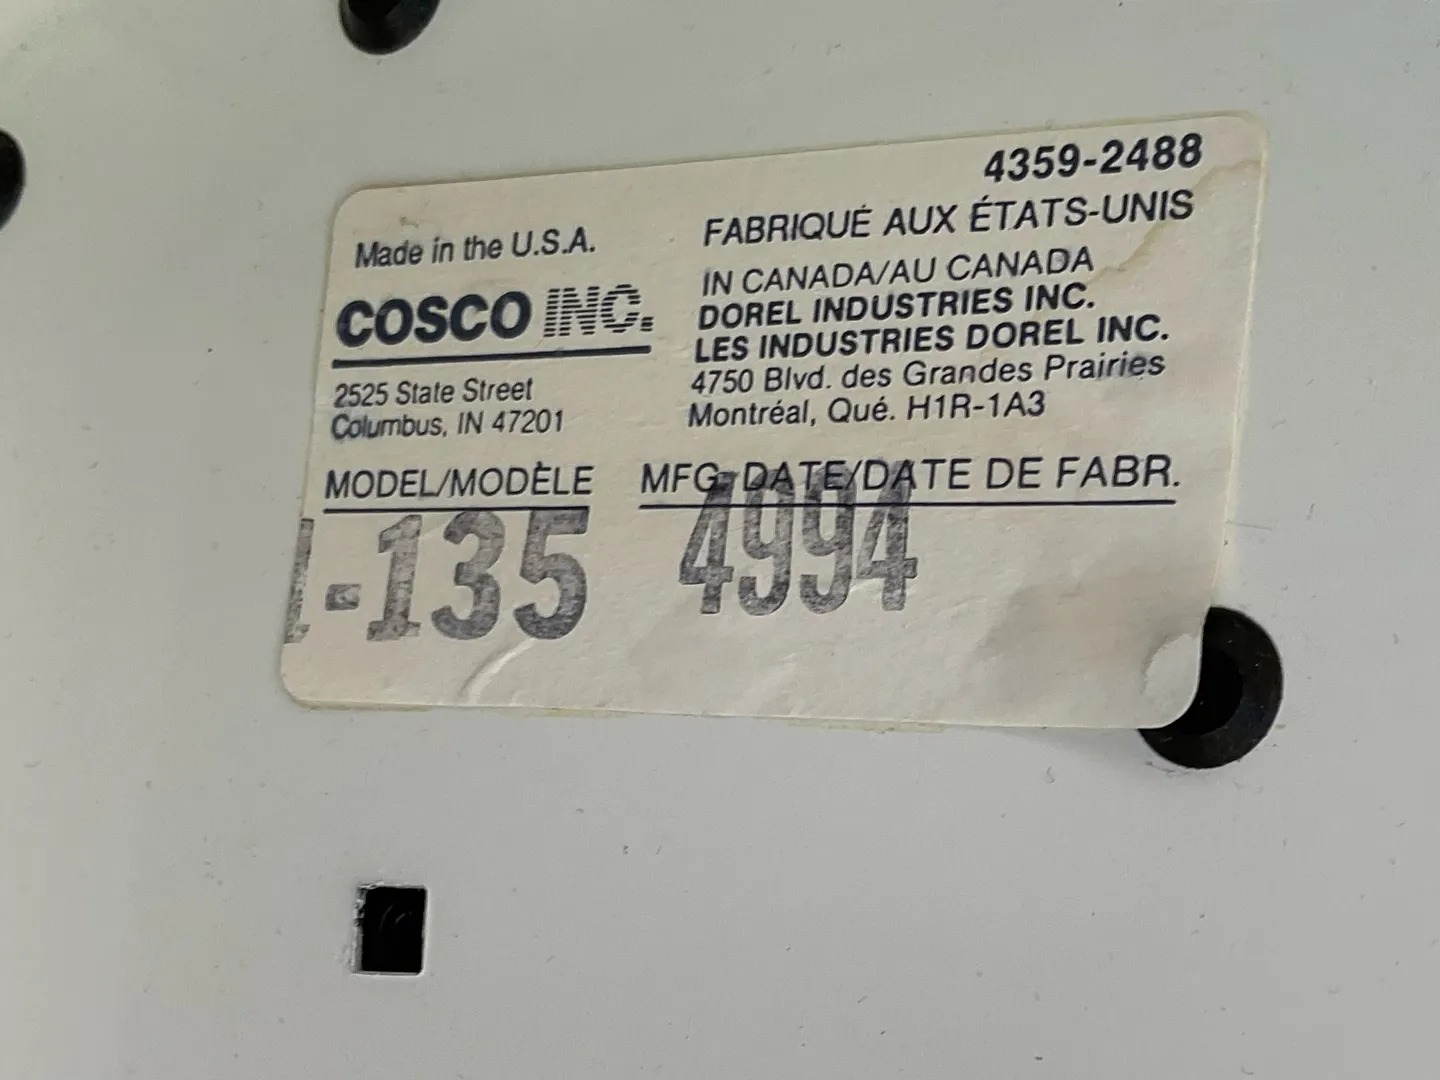 4359-2488
Made in the U.S.A.
COSCO INC.
2525 State Street
Columbus, IN 47201
FABRIQUÉ AUX ÉTATS-UNIS
IN CANADA/AU CANADA
DOREL INDUSTRIES INC.
LES INDUSTRIES DOREL INC.
4750 Blvd. des Grandes Prairies
Montréal, Qué. H1R-1A3
MODEL/MODÈLE
-135
MFG. DATE/DATE DE FABR.
4994